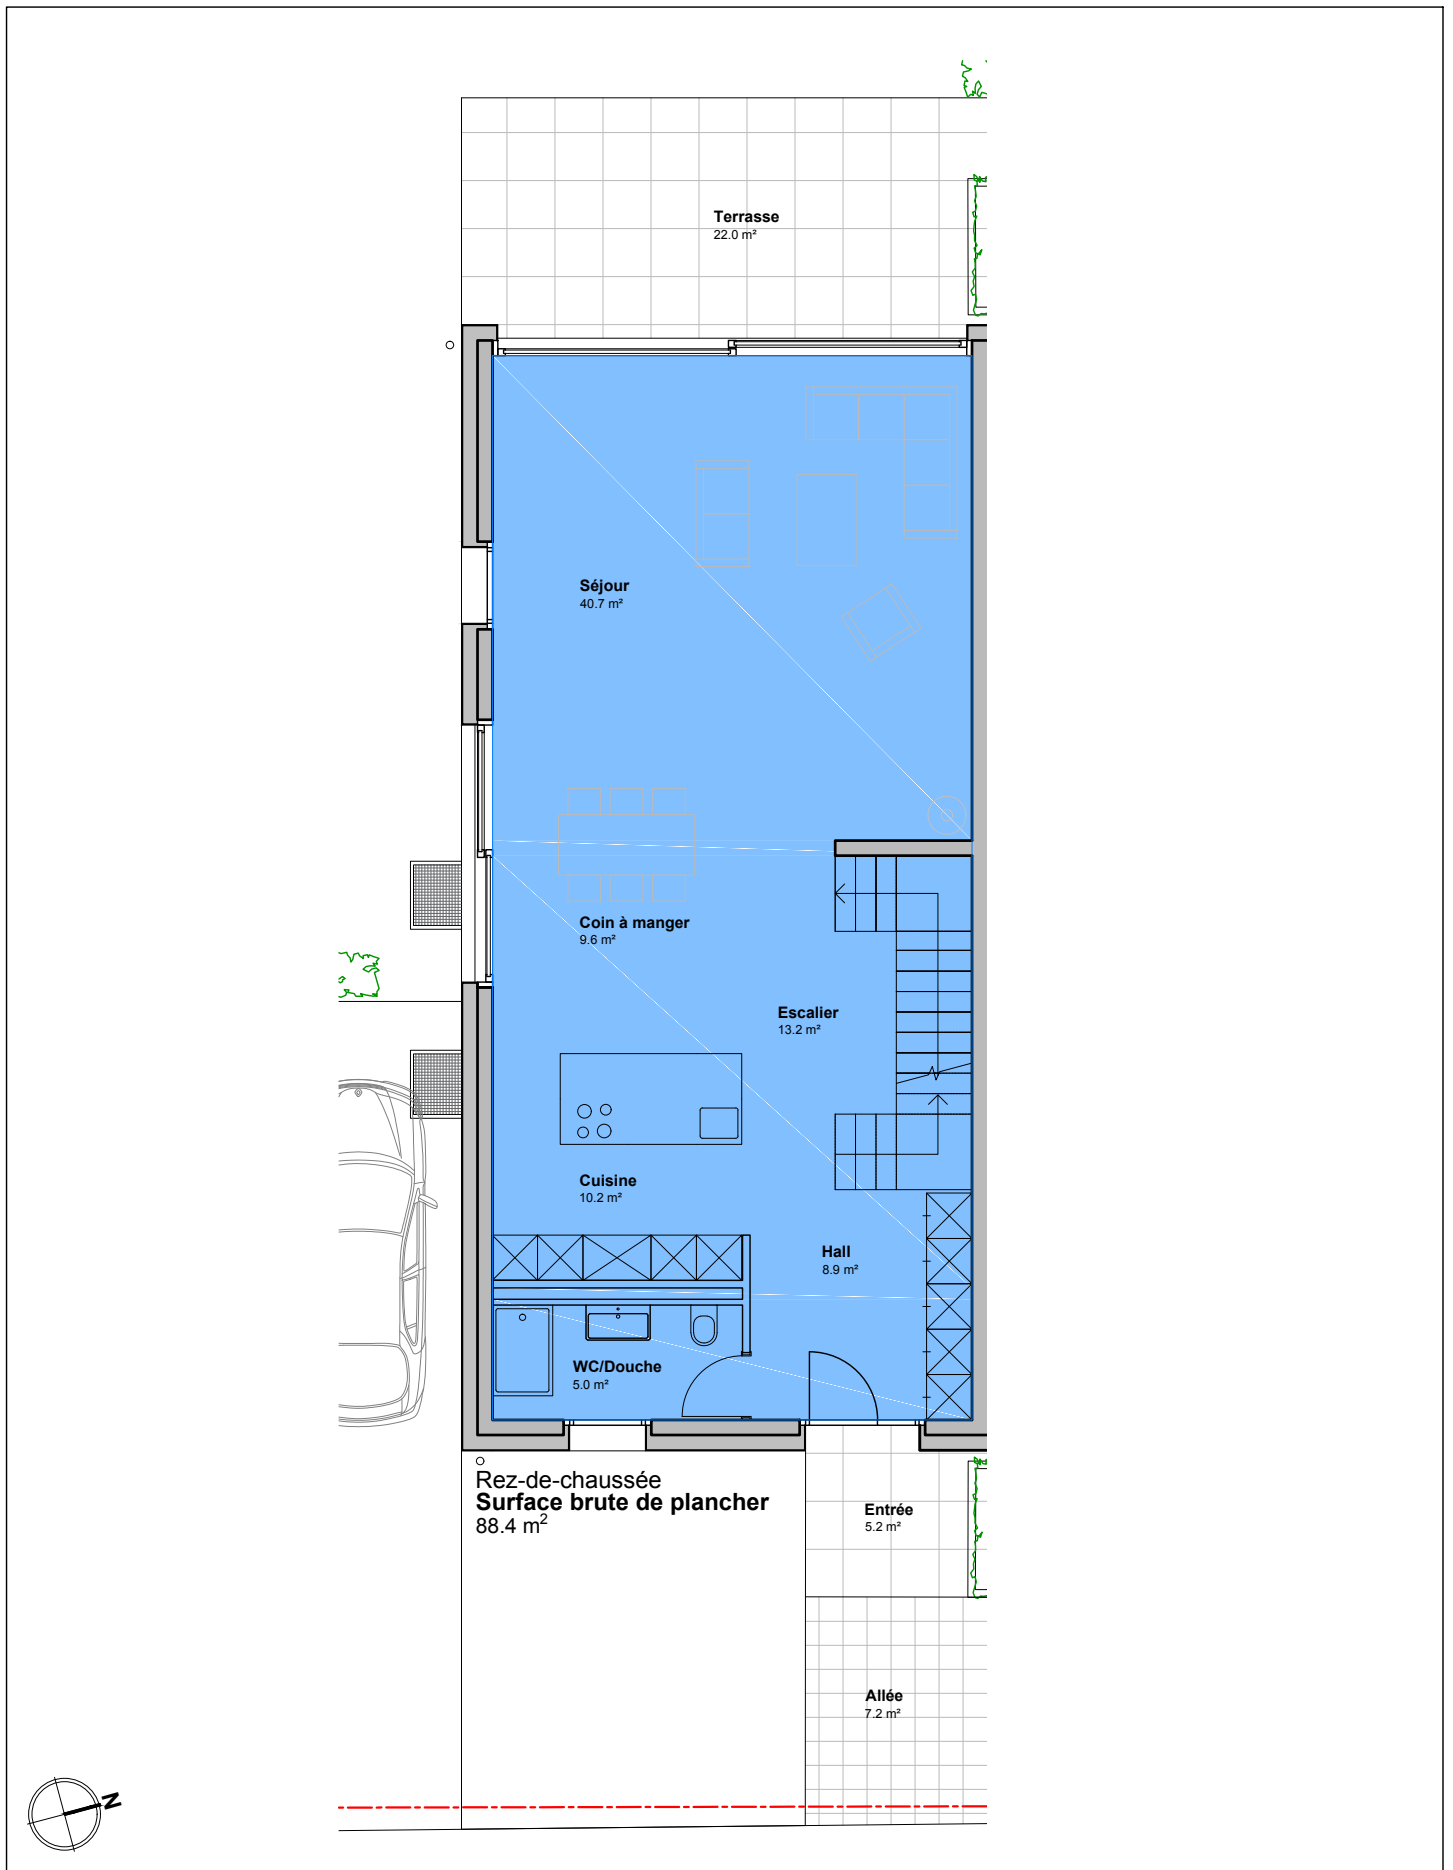 Terrasse
22.0 m²
Séjour
40.7 m²
Coin à manger
9.6 m²
Escalier
13.2 m²
Cuisine
10.2 m²
Hall
8.9 m²
WC/Douche
5.0 m²
Rez-de-chaussée
Surface brute de plancher
88.4 m²
Entrée
5.2 m²
Allée
7.2 m²
N